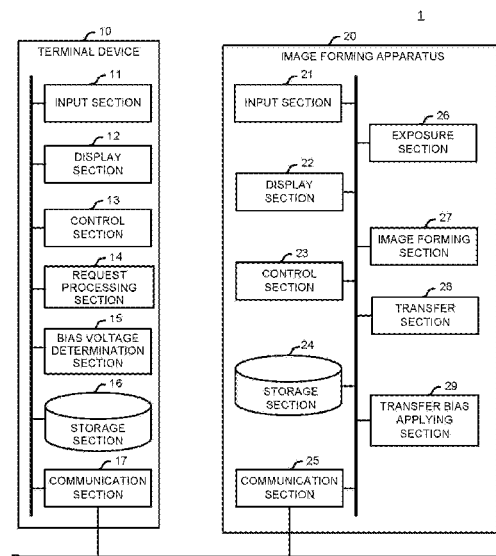 1
10
TERMINAL DEVICE
11
INPUT SECTION
12
DISPLAY
SECTION
13
CONTROL
SECTION
14
REQUEST
PROCESSING
SECTION
15
BIAS VOLTAGE
DETERMINATION
SECTION
16
STORAGE
SECTION
17
COMMUNICATION
SECTION
20
IMAGE FORMING APPARATUS
21
INPUT SECTION
22
DISPLAY
SECTION
23
CONTROL
SECTION
24
STORAGE
SECTION
25
COMMUNICATION
SECTION
26
EXPOSURE
SECTION
27
IMAGE FORMING
SECTION
28
TRANSFER
SECTION
29
TRANSFER BIAS
APPLYING
SECTION